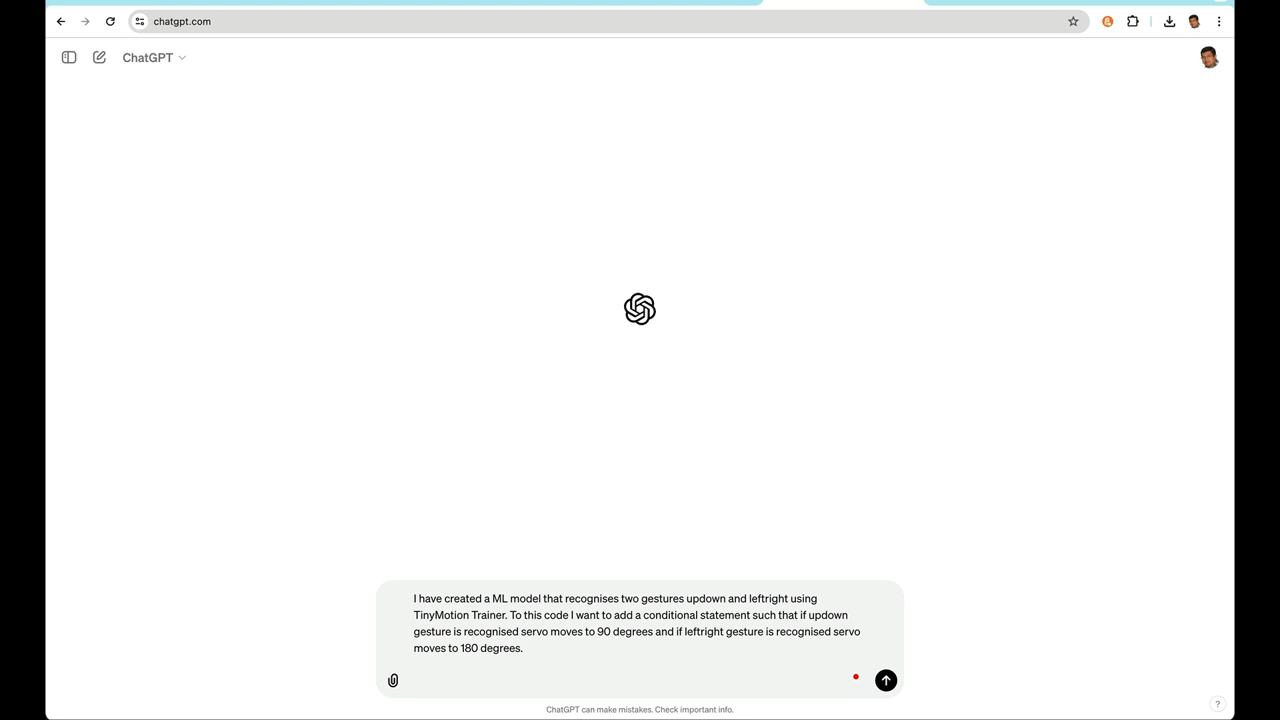 chatgpt.com
ChatGPT
I have created a ML model that recognises two gestures updown and leftright using
TinyMotion Trainer. To this code I want to add a conditional statement such that if updown
gesture is recognised servo moves to 90 degrees and if leftright gesture is recognised servo
moves to 180 degrees.
ChatGPT can make mistakes. Check important info.
?